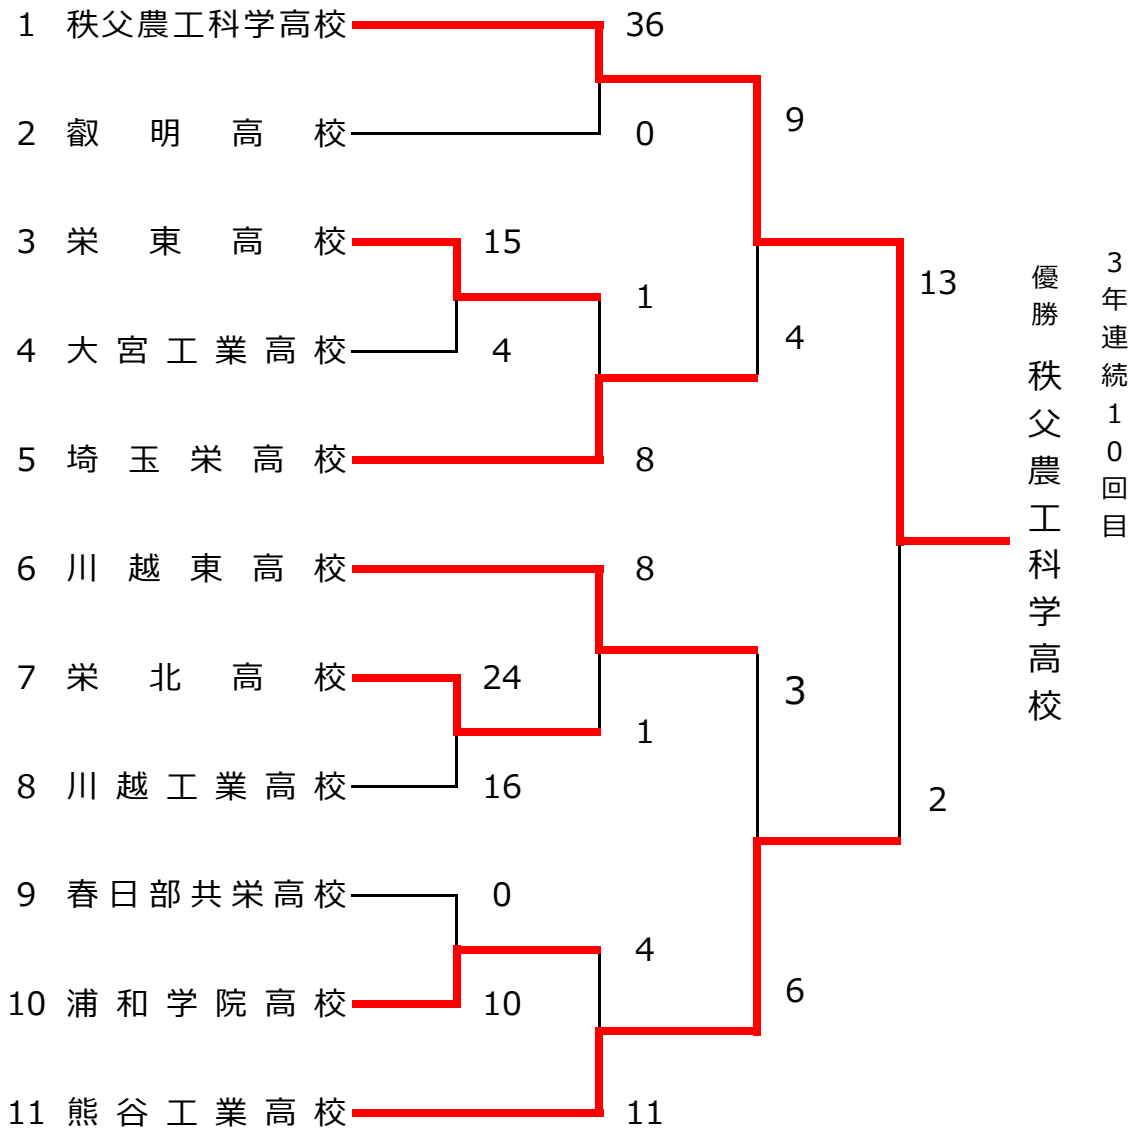 1 秩父農工科学高校 36
9
2 叡明高校 0
3 栄東高校 15
1
13
4 大宮工業高校 4
4
5 埼玉栄高校 8
6 川越東高校 8
7 栄北高校 24
3
1
8 川越工業高校 16
2
9 春日部共栄高校 0
4
10 浦和学院高校 10
6
11 熊谷工業高校 11
優勝 秩父農工科学高校
3年連続10回目